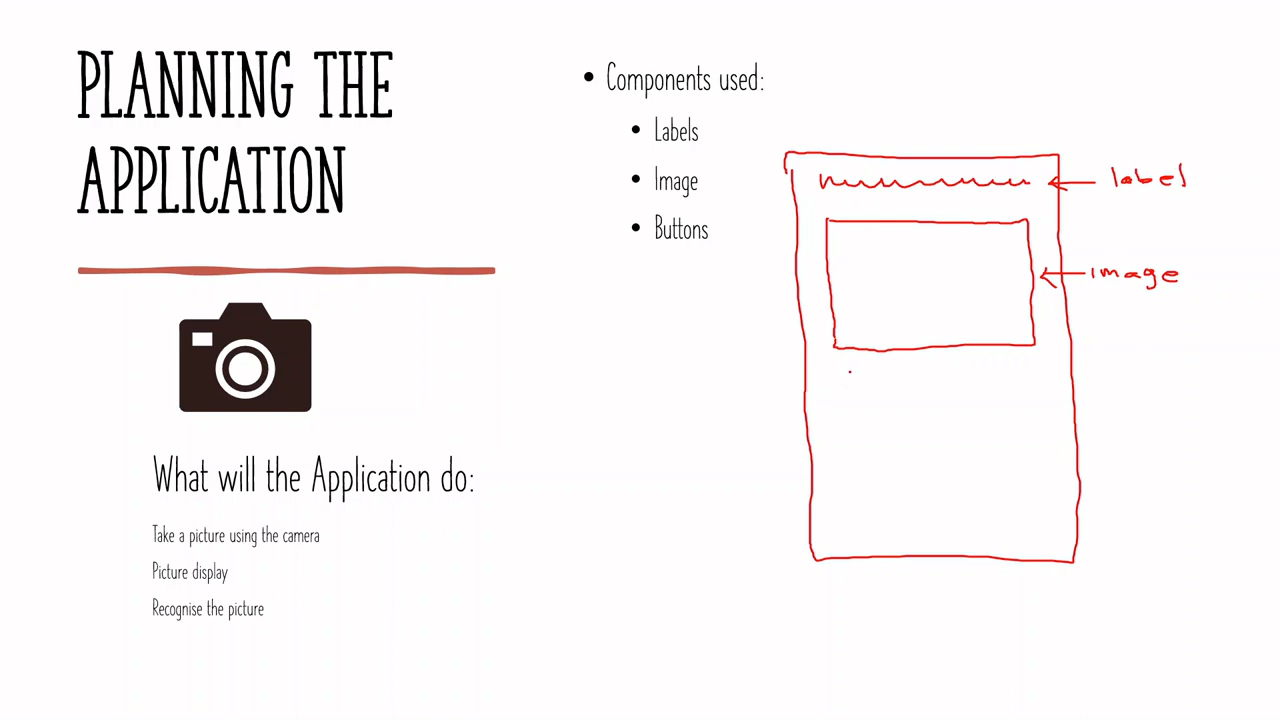 PLANNING THE
APPLICATION
What will the Application do:
Take a picture using the camera
Picture display
Recognise the picture
• Components used:
• Labels
• Image
• Buttons
label
image